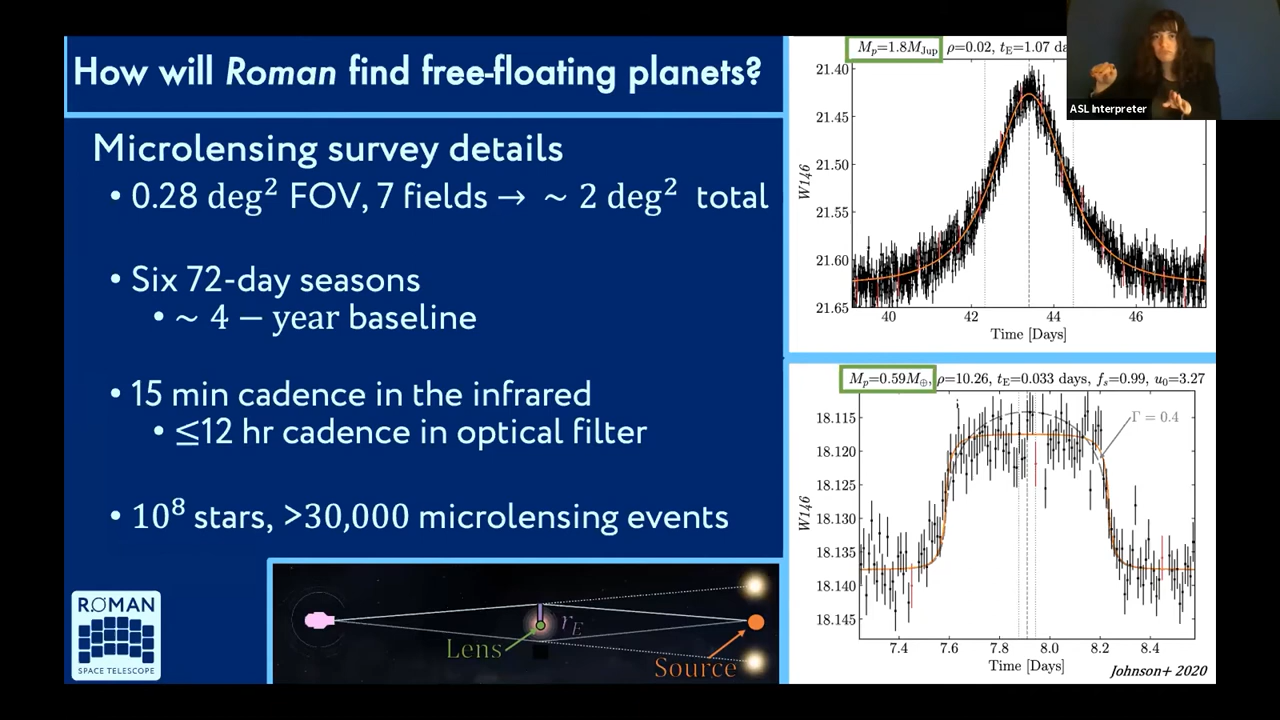 How will Roman find free-floating planets?
Microlensing survey details
• 0.28 deg² FOV, 7 fields → ~ 2 deg² total
• Six 72-day seasons
• ~ 4 − year baseline
• 15 min cadence in the infrared
• ≤12 hr cadence in optical filter
• 10⁸ stars, >30,000 microlensing events
ROMAN
SPACE TELESCOPE
Lens
r_E
Source
M_p=1.8M_Jup ρ=0.02, t_E=1.07
ASL Interpreter
W146
21.40
21.45
21.50
21.55
21.60
21.65
40 42 44 46
Time [Days]
M_p=0.59M_⊕, ρ=10.26, t_E=0.033 days, f_s=0.99, u_0=3.27
Γ = 0.4
W146
18.115
18.120
18.125
18.130
18.135
18.140
18.145
7.4 7.6 7.8 8.0 8.2 8.4
Time [Days]
Johnson+ 2020